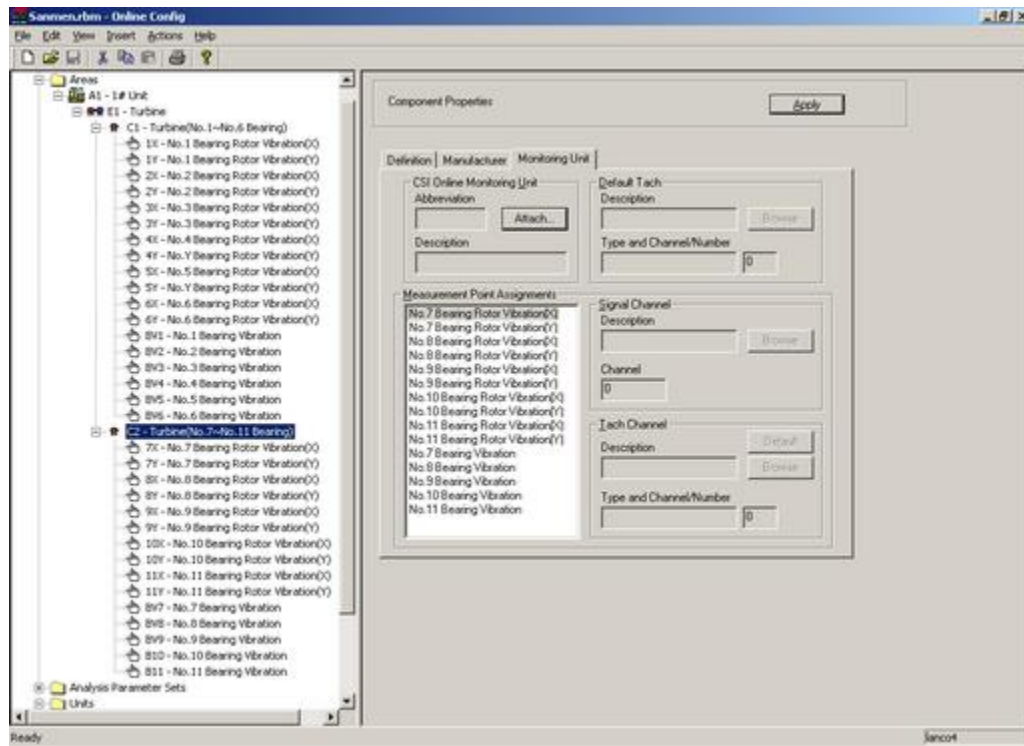 Sanmen.rbm - Online Config
File Edit View Insert Actions Help
Areas
A1 - 1# Unit
E1 - Turbine
C1 - Turbine(No.1~No.6 Bearing)
1X - No.1 Bearing Rotor Vibration(X)
1Y - No.1 Bearing Rotor Vibration(Y)
2X - No.2 Bearing Rotor Vibration(X)
2Y - No.2 Bearing Rotor Vibration(Y)
3X - No.3 Bearing Rotor Vibration(X)
3Y - No.3 Bearing Rotor Vibration(Y)
4X - No.4 Bearing Rotor Vibration(X)
4Y - No.Y Bearing Rotor Vibration(Y)
5X - No.5 Bearing Rotor Vibration(X)
5Y - No.Y Bearing Rotor Vibration(Y)
6X - No.6 Bearing Rotor Vibration(X)
6Y - No.6 Bearing Rotor Vibration(Y)
BV1 - No.1 Bearing Vibration
BV2 - No.2 Bearing Vibration
BV3 - No.3 Bearing Vibration
BV4 - No.4 Bearing Vibration
BV5 - No.5 Bearing Vibration
BV6 - No.6 Bearing Vibration
C2 - Turbine(No.7~No.11 Bearing)
7X - No.7 Bearing Rotor Vibration(X)
7Y - No.7 Bearing Rotor Vibration(Y)
8X - No.8 Bearing Rotor Vibration(X)
8Y - No.8 Bearing Rotor Vibration(Y)
9X - No.9 Bearing Rotor Vibration(X)
9Y - No.9 Bearing Rotor Vibration(Y)
10X - No.10 Bearing Rotor Vibration(X)
10Y - No.10 Bearing Rotor Vibration(Y)
11X - No.11 Bearing Rotor Vibration(X)
11Y - No.11 Bearing Rotor Vibration(Y)
BV7 - No.7 Bearing Vibration
BV8 - No.8 Bearing Vibration
BV9 - No.9 Bearing Vibration
B10 - No.10 Bearing Vibration
B11 - No.11 Bearing Vibration
Analysis Parameter Sets
Units
Component Properties
Apply
Definition Manufacturer Monitoring Unit
CSI Online Monitoring Unit
Abbreviation
Attach...
Description
Default Tach
Description
Browse
Type and Channel/Number
0
Measurement Point Assignments
No.7 Bearing Rotor Vibration(X)
No.7 Bearing Rotor Vibration(Y)
No.8 Bearing Rotor Vibration(X)
No.8 Bearing Rotor Vibration(Y)
No.9 Bearing Rotor Vibration(X)
No.9 Bearing Rotor Vibration(Y)
No.10 Bearing Rotor Vibration(X)
No.10 Bearing Rotor Vibration(Y)
No.11 Bearing Rotor Vibration(X)
No.11 Bearing Rotor Vibration(Y)
No.7 Bearing Vibration
No.8 Bearing Vibration
No.9 Bearing Vibration
No.10 Bearing Vibration
No.11 Bearing Vibration
Signal Channel
Description
Browse
Channel
0
Tach Channel
Default
Description
Browse
Type and Channel/Number
0
Ready